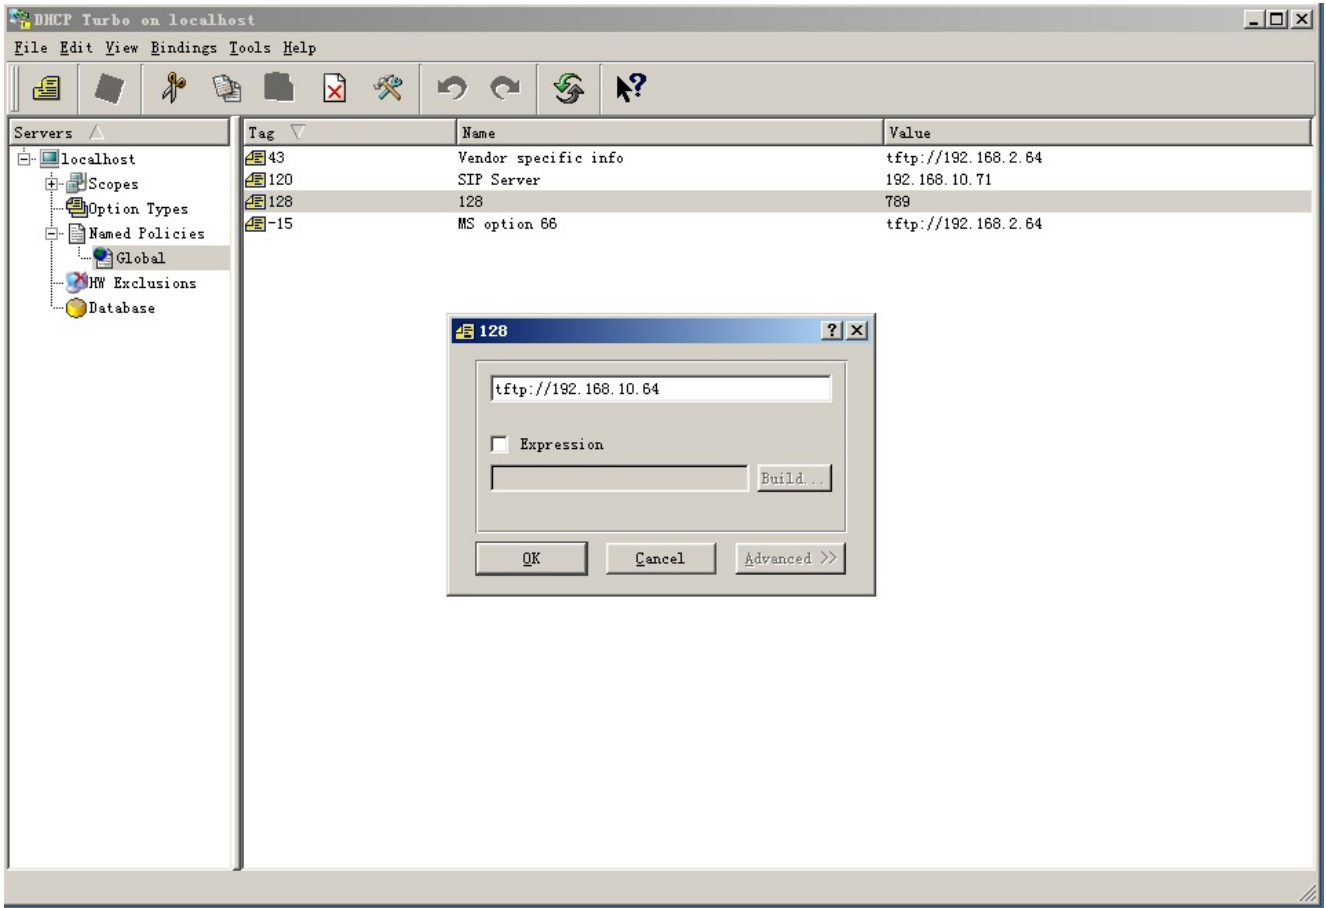 DHCP Turbo on localhost
File Edit View Bindings Tools Help
Servers
Tag Name Value
localhost
Scopes
Option Types
Named Policies
Global
HW Exclusions
Database
43 Vendor specific info tftp://192.168.2.64
120 SIP Server 192.168.10.71
128 128 789
-15 MS option 66 tftp://192.168.2.64
128
tftp://192.168.10.64
Expression
Build...
OK Cancel Advanced >>